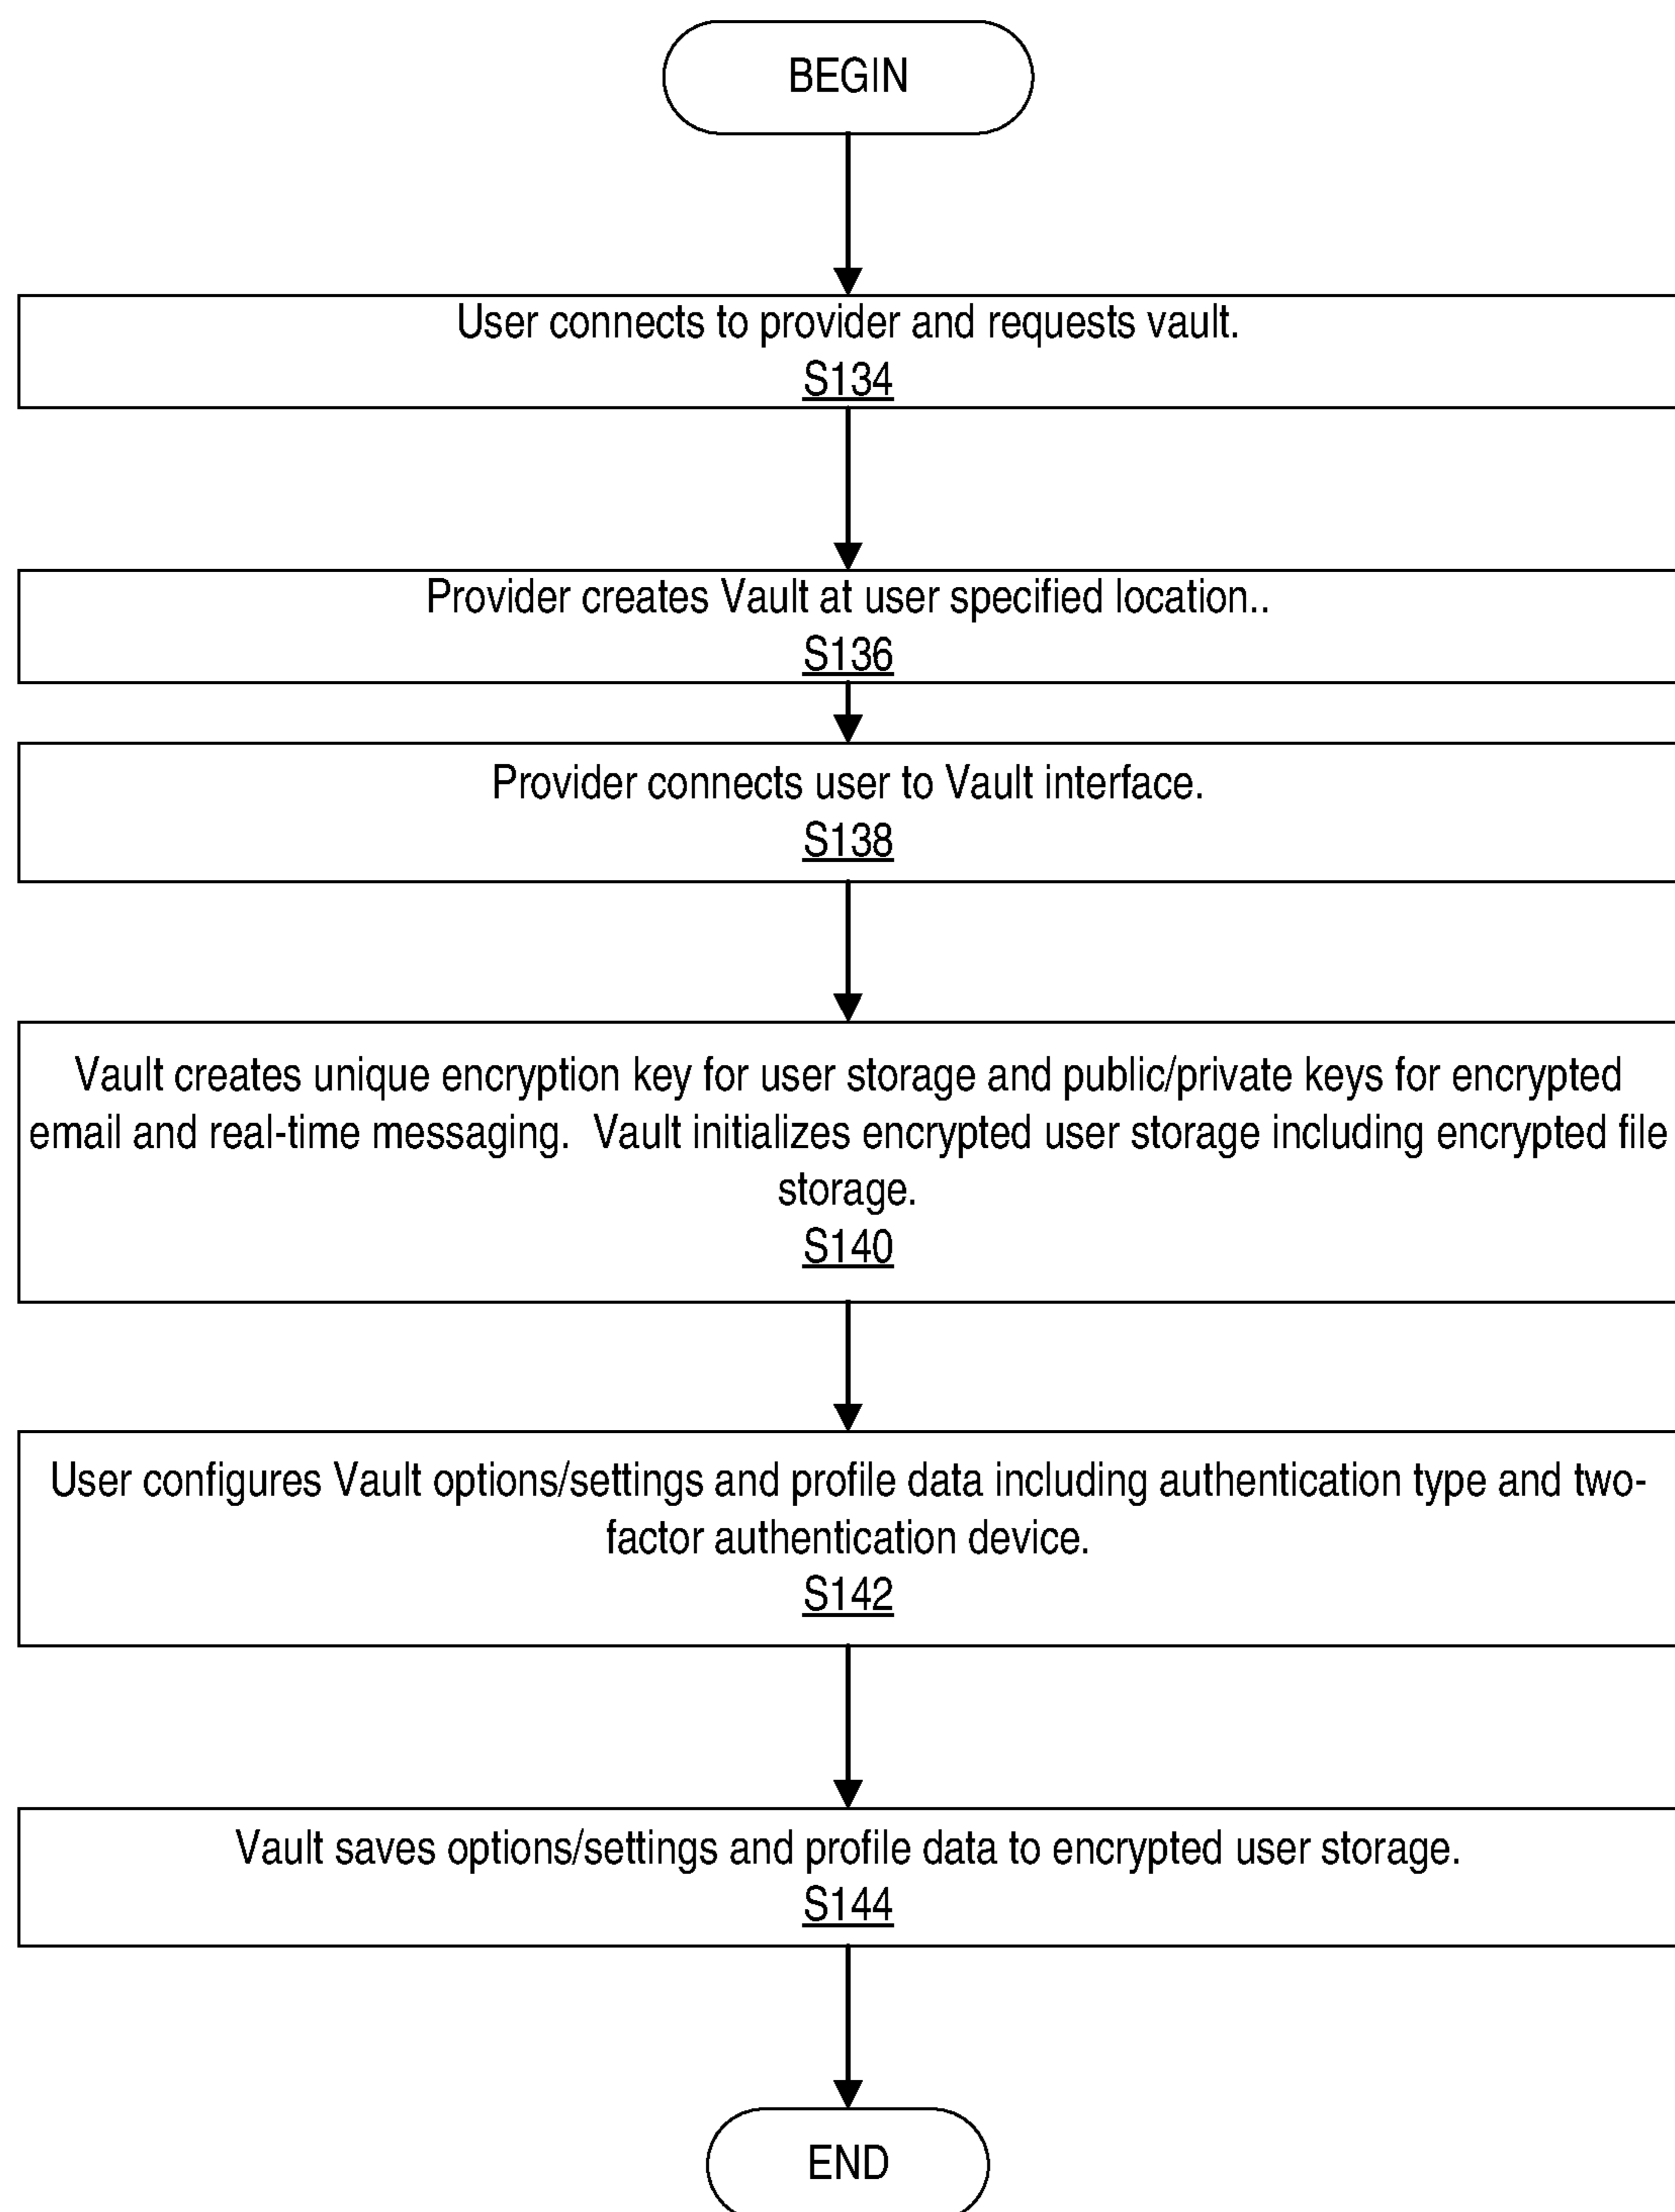 BEGIN
User connects to provider and requests vault.
S134
Provider creates Vault at user specified location..
S136
Provider connects user to Vault interface.
S138
Vault creates unique encryption key for user storage and public/private keys for encrypted
email and real-time messaging.  Vault initializes encrypted user storage including encrypted file
storage.
S140
User configures Vault options/settings and profile data including authentication type and two-
factor authentication device.
S142
Vault saves options/settings and profile data to encrypted user storage.
S144
END